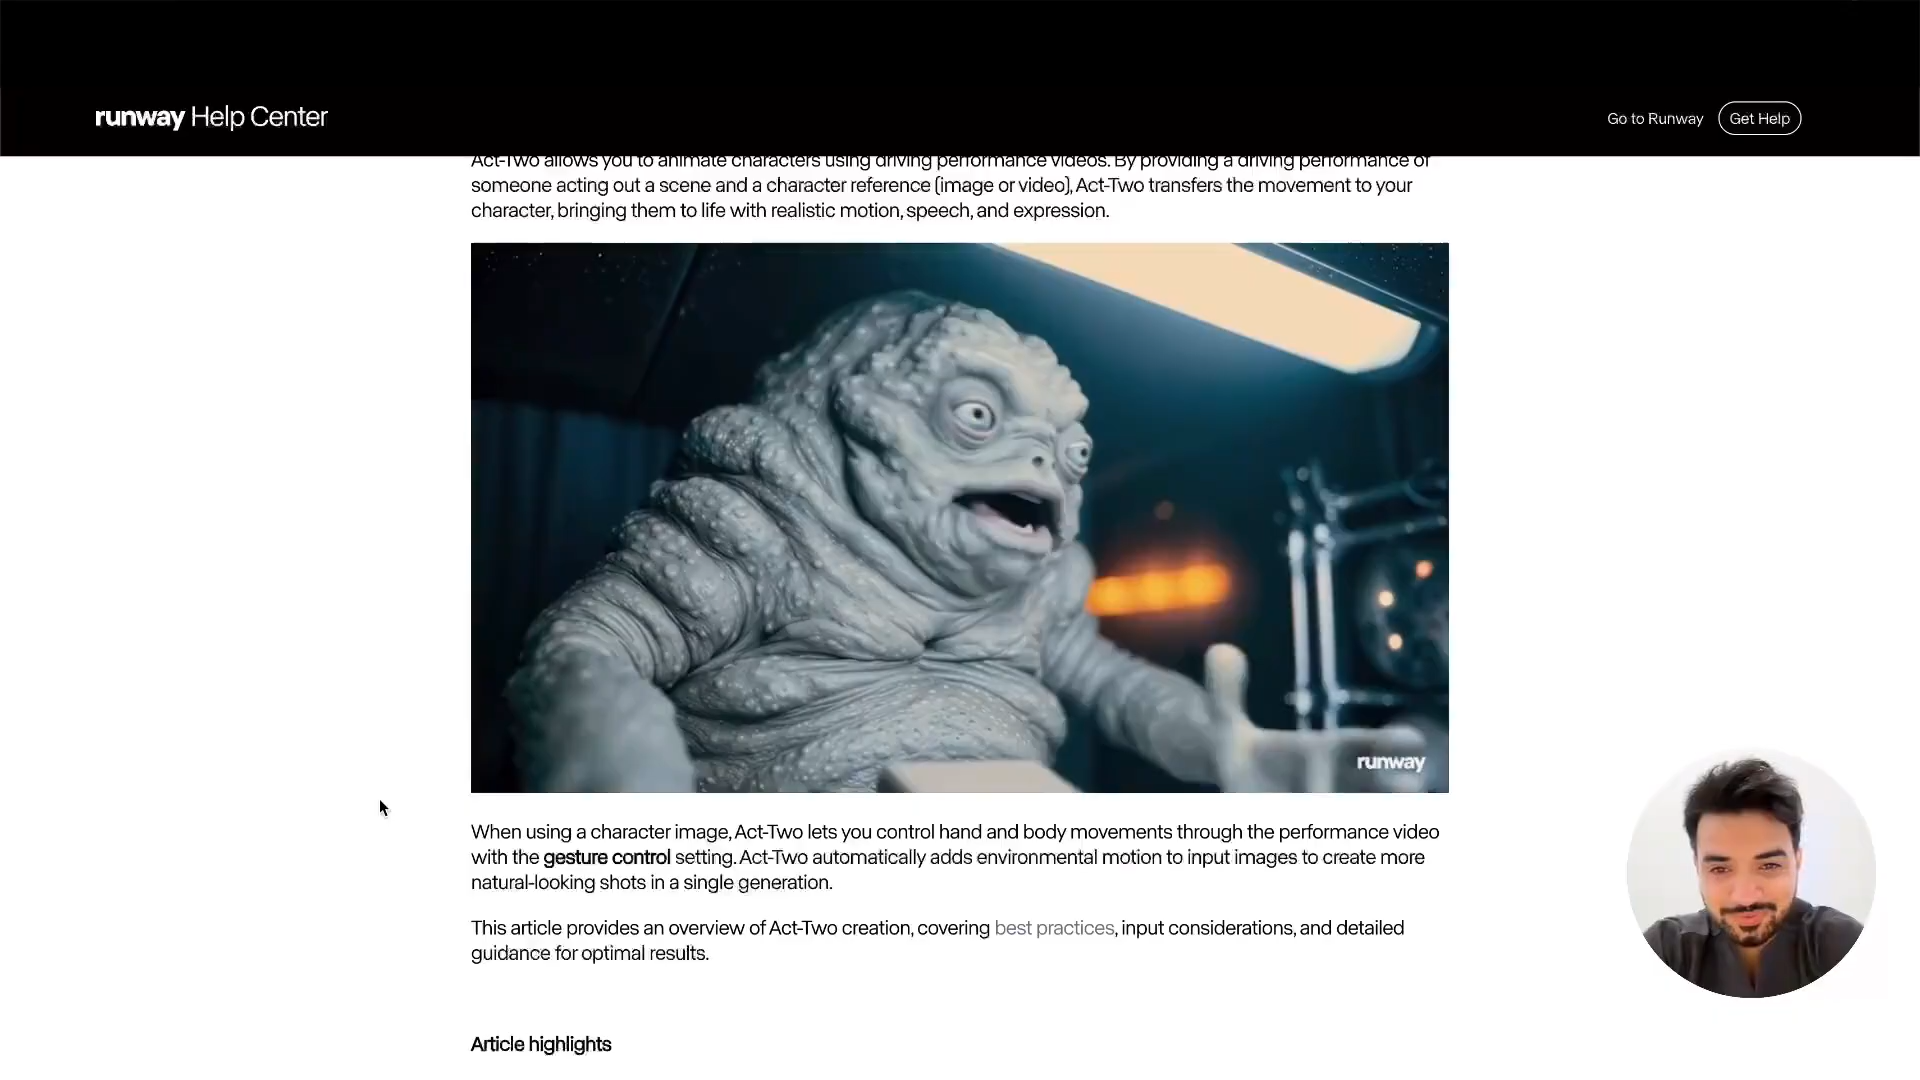 runway Help Center
Go to Runway
Get Help
Act-Two allows you to animate characters using driving performance videos. By providing a driving performance of
someone acting out a scene and a character reference (image or video), Act-Two transfers the movement to your
character, bringing them to life with realistic motion, speech, and expression.
runway
When using a character image, Act-Two lets you control hand and body movements through the performance video
with the gesture control setting. Act-Two automatically adds environmental motion to input images to create more
natural-looking shots in a single generation.
This article provides an overview of Act-Two creation, covering best practices, input considerations, and detailed
guidance for optimal results.
Article highlights